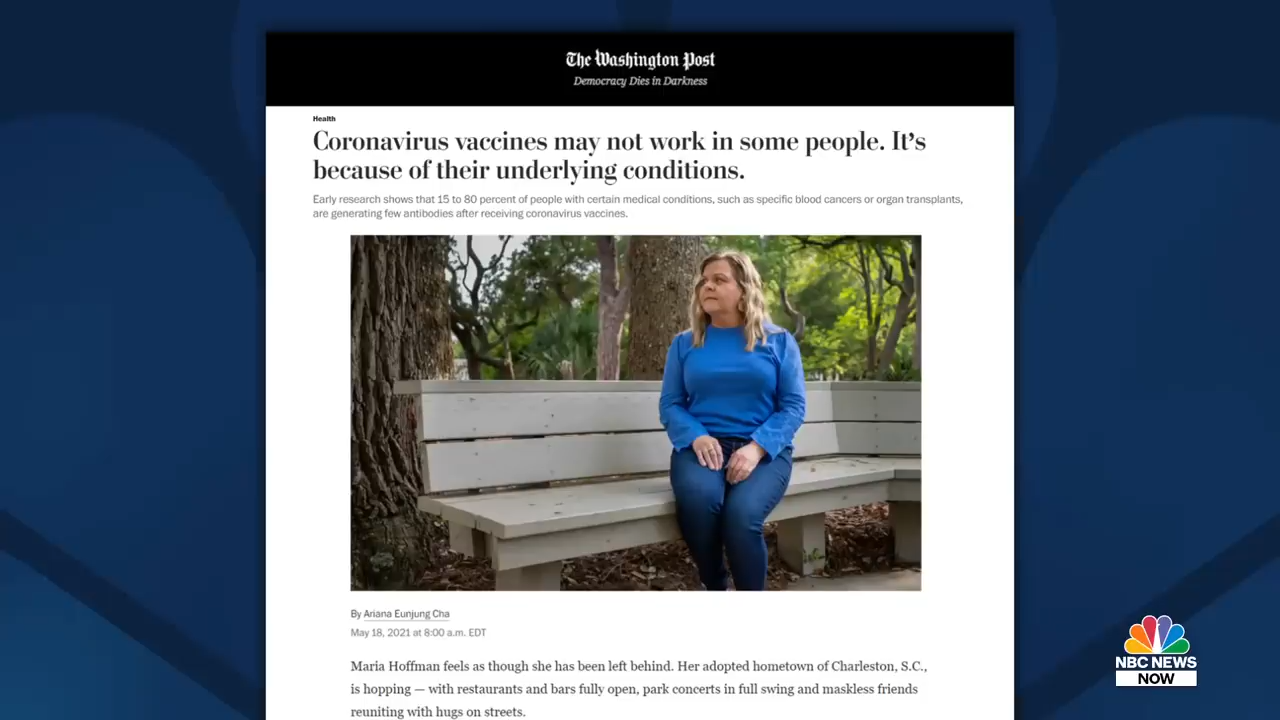 The Washington Post
Democracy Dies in Darkness
Health
Coronavirus vaccines may not work in some people. It's
because of their underlying conditions.
Early research shows that 15 to 80 percent of people with certain medical conditions, such as specific blood cancers or organ transplants,
are generating few antibodies after receiving coronavirus vaccines.
By Ariana Eunjung Cha
May 18, 2021 at 8:00 a.m. EDT
Maria Hoffman feels as though she has been left behind. Her adopted hometown of Charleston, S.C.,
is hopping — with restaurants and bars fully open, park concerts in full swing and maskless friends
reuniting with hugs on streets.
NBC NEWS
NOW